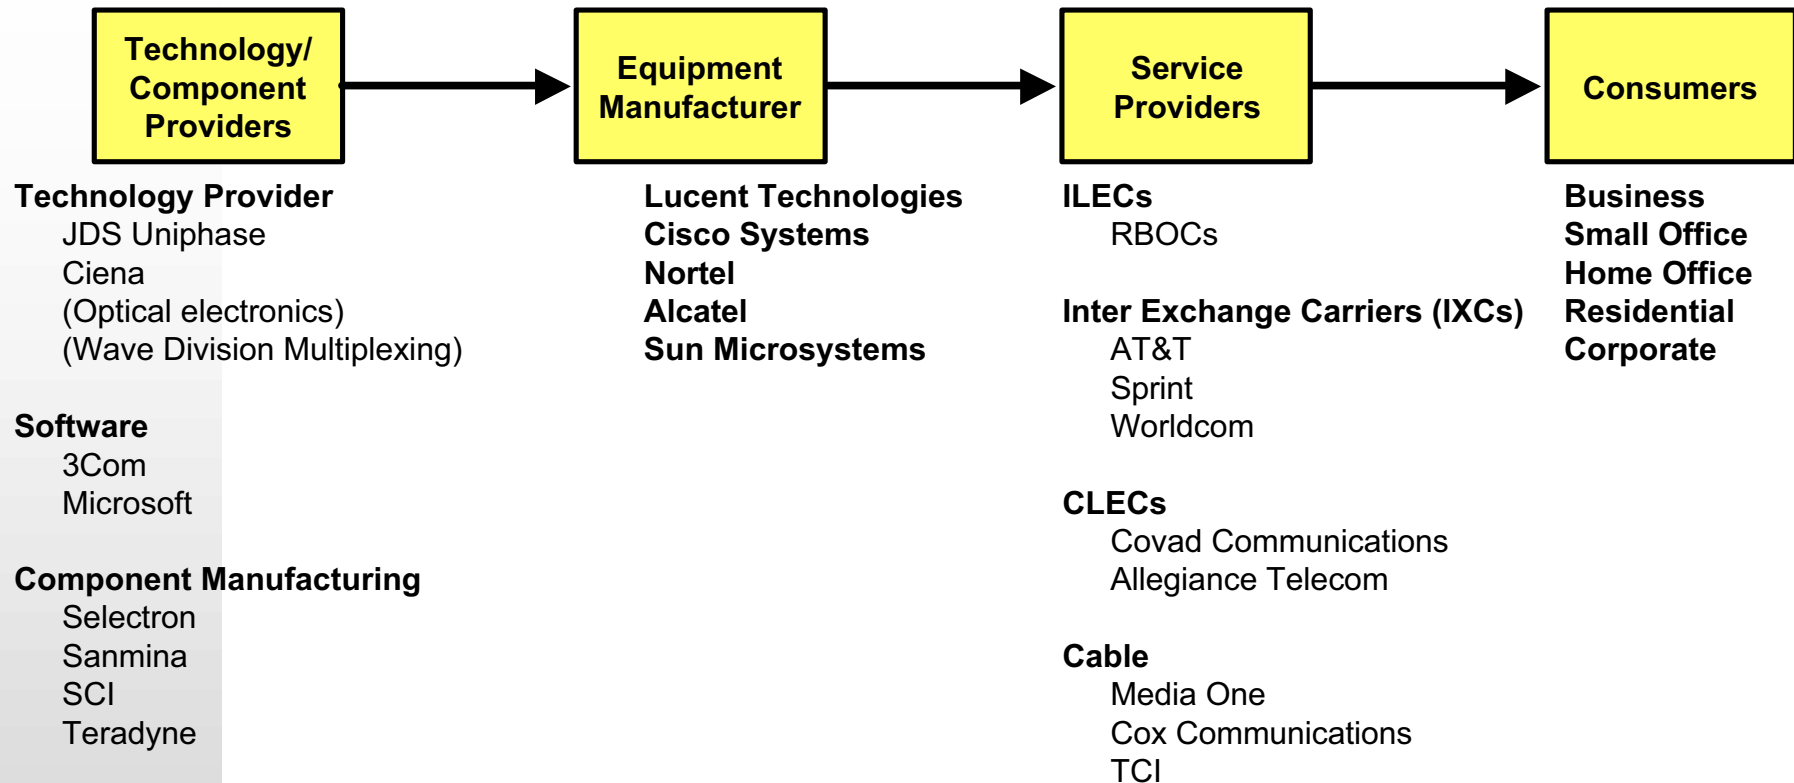 Technology/
Component
Providers
Equipment
Manufacturer
Service
Providers
Consumers
Technology Provider
JDS Uniphase
Ciena
(Optical electronics)
(Wave Division Multiplexing)
Software
3Com
Microsoft
Component Manufacturing
Selectron
Sanmina
SCI
Teradyne
Lucent Technologies
Cisco Systems
Nortel
Alcatel
Sun Microsystems
ILECs
RBOCs
Inter Exchange Carriers (IXCs)
AT&T
Sprint
Worldcom
CLECs
Covad Communications
Allegiance Telecom
Cable
Media One
Cox Communications
TCI
Business
Small Office
Home Office
Residential
Corporate